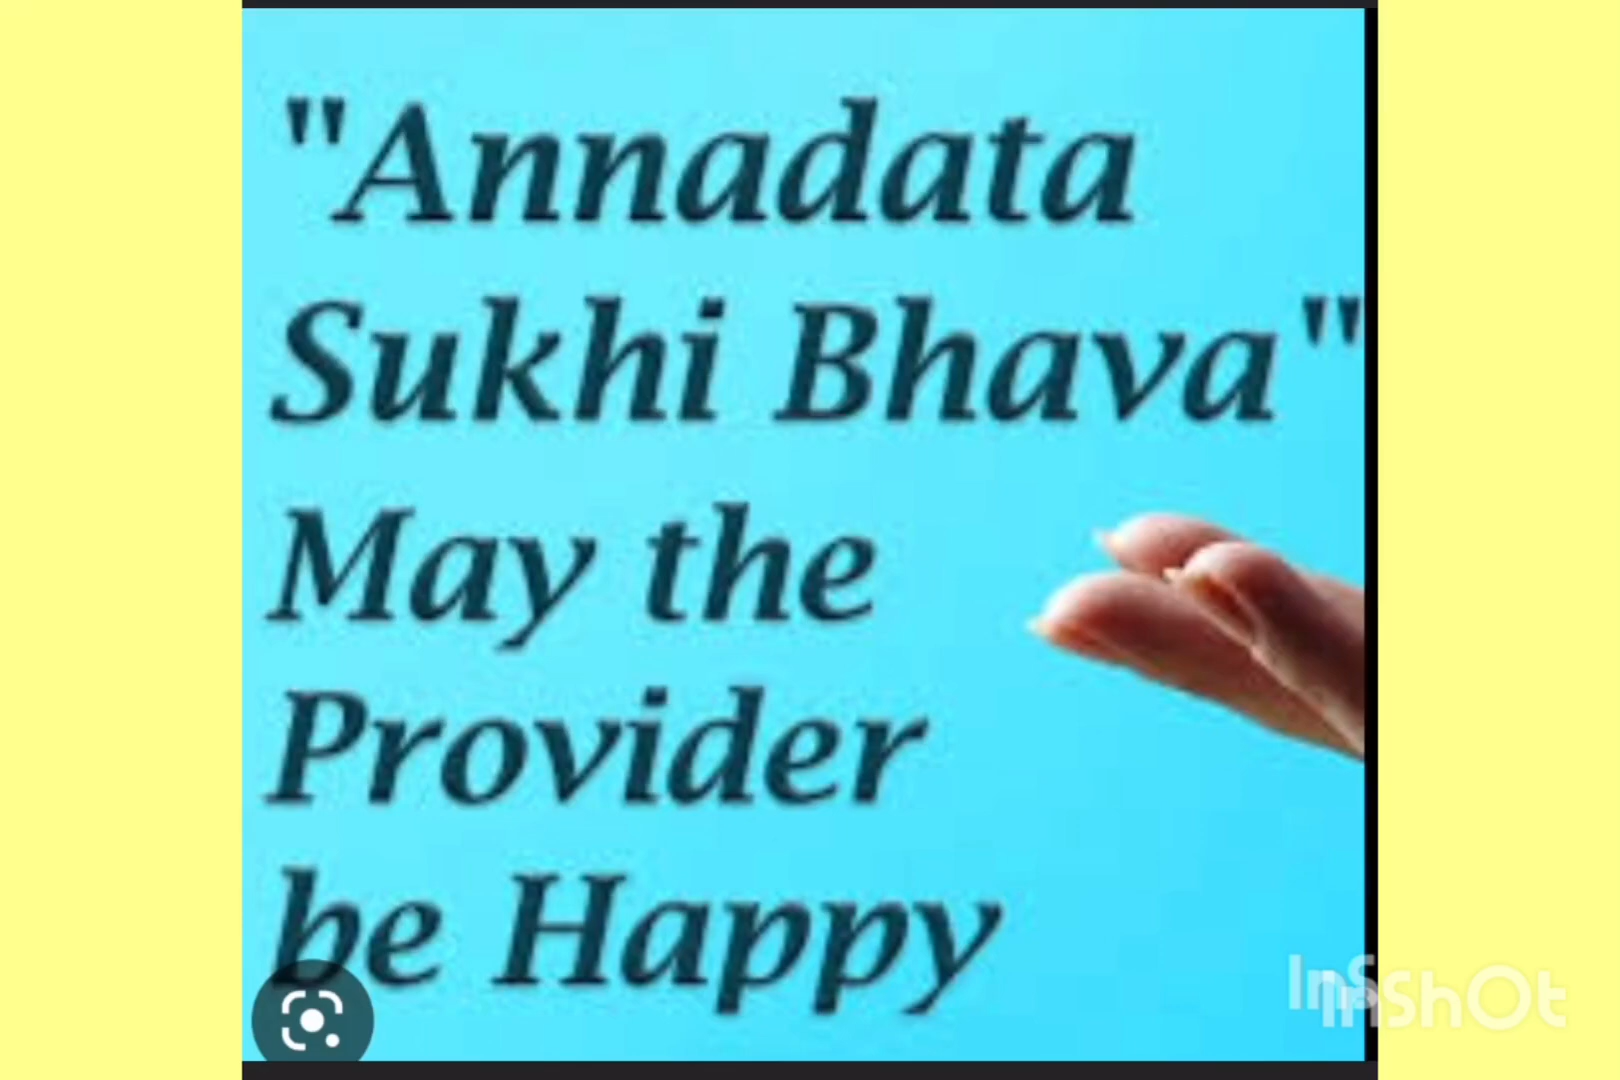 "Annadata
Sukhi Bhava"
May the
Provider
be Happy
InShOt